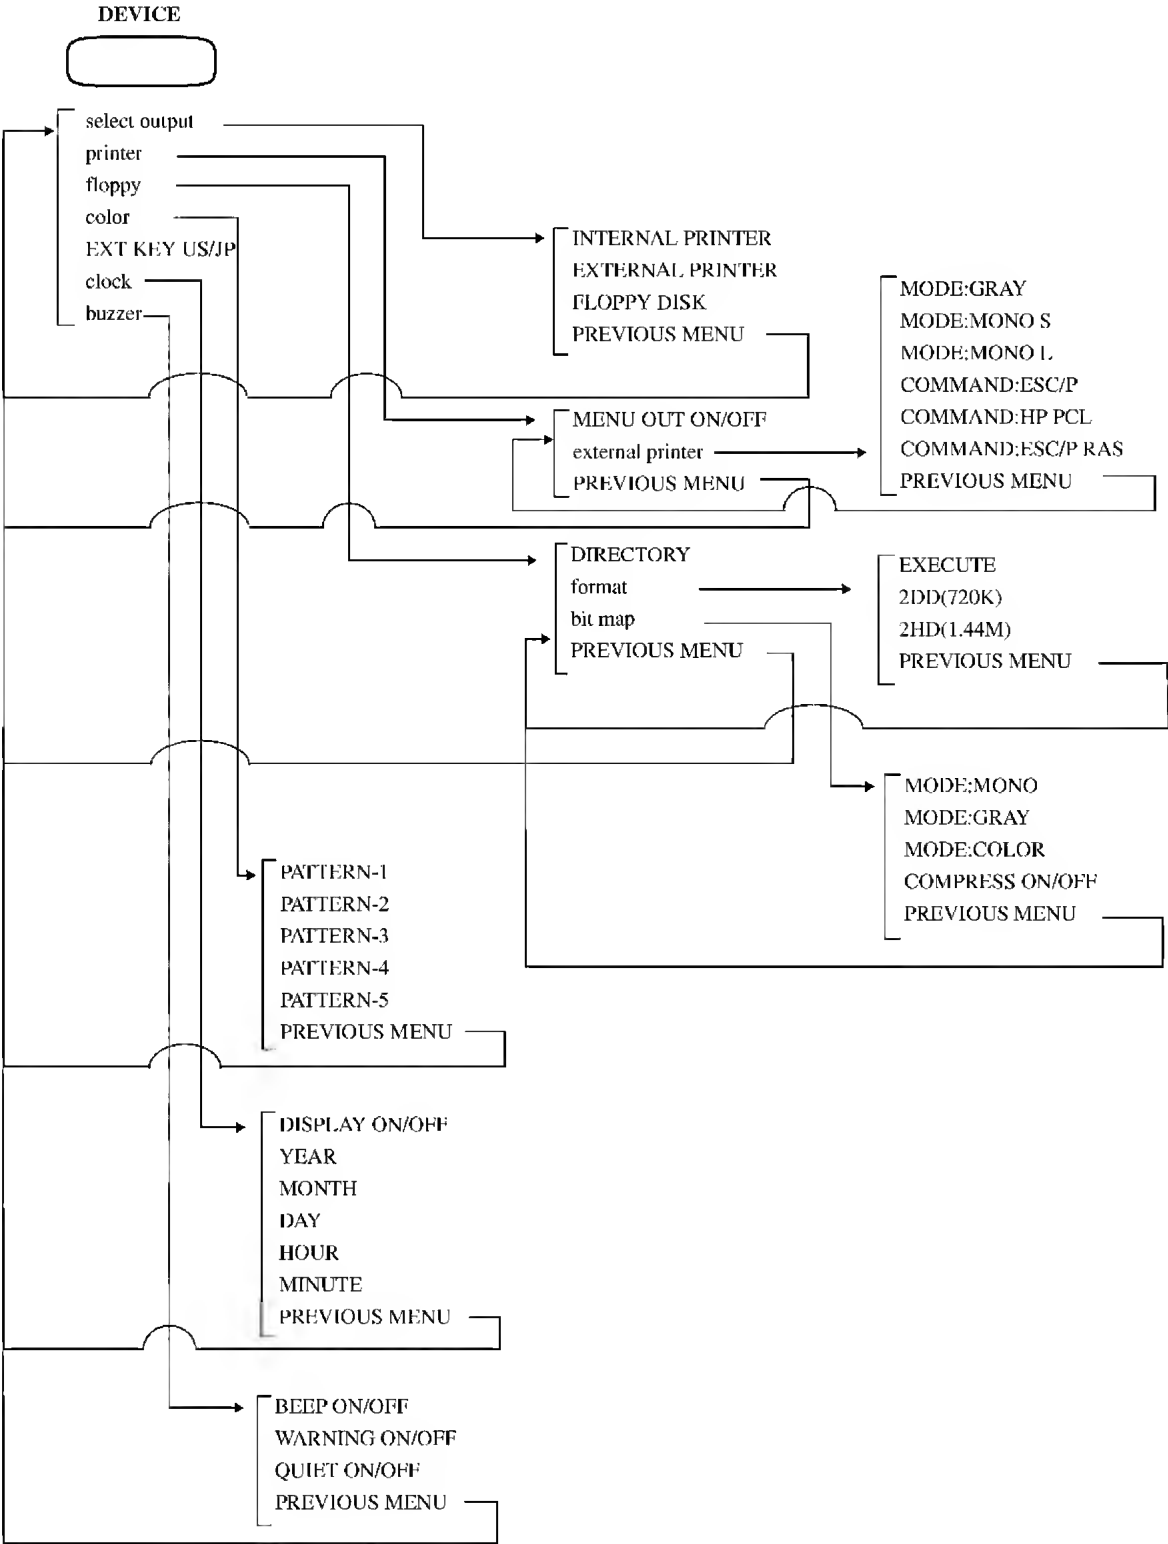 DEVICE
select output
printer
floppy
color
EXT KEY US/JP
clock
buzzer
INTERNAL PRINTER
EXTERNAL PRINTER
FLOPPY DISK
PREVIOUS MENU
MODE:GRAY
MODE:MONO S
MODE:MONO L
COMMAND:ESC/P
COMMAND:HP PCL
COMMAND:ESC/P RAS
PREVIOUS MENU
MENU OUT ON/OFF
external printer
PREVIOUS MENU
DIRECTORY
format
bit map
PREVIOUS MENU
EXECUTE
2DD(720K)
2HD(1.44M)
PREVIOUS MENU
MODE:MONO
MODE:GRAY
MODE:COLOR
COMPRESS ON/OFF
PREVIOUS MENU
PATTERN-1
PATTERN-2
PATTERN-3
PATTERN-4
PATTERN-5
PREVIOUS MENU
DISPLAY ON/OFF
YEAR
MONTH
DAY
HOUR
MINUTE
PREVIOUS MENU
BEEP ON/OFF
WARNING ON/OFF
QUIET ON/OFF
PREVIOUS MENU